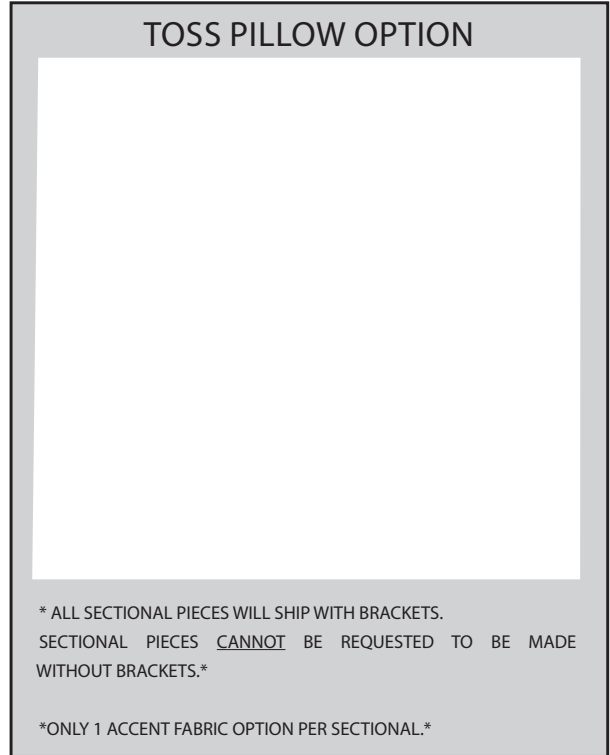 TOSS PILLOW OPTION
* ALL SECTIONAL PIECES WILL SHIP WITH BRACKETS.
SECTIONAL PIECES CANNOT BE REQUESTED TO BE MADE
WITHOUT BRACKETS.*
*ONLY 1 ACCENT FABRIC OPTION PER SECTIONAL.*